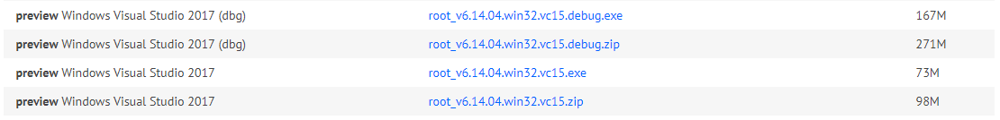 preview Windows Visual Studio 2017 (dbg) root_v6.14.04.win32.vc15.debug.exe 167M
preview Windows Visual Studio 2017 (dbg) root_v6.14.04.win32.vc15.debug.zip 271M
preview Windows Visual Studio 2017 root_v6.14.04.win32.vc15.exe 73M
preview Windows Visual Studio 2017 root_v6.14.04.win32.vc15.zip 98M